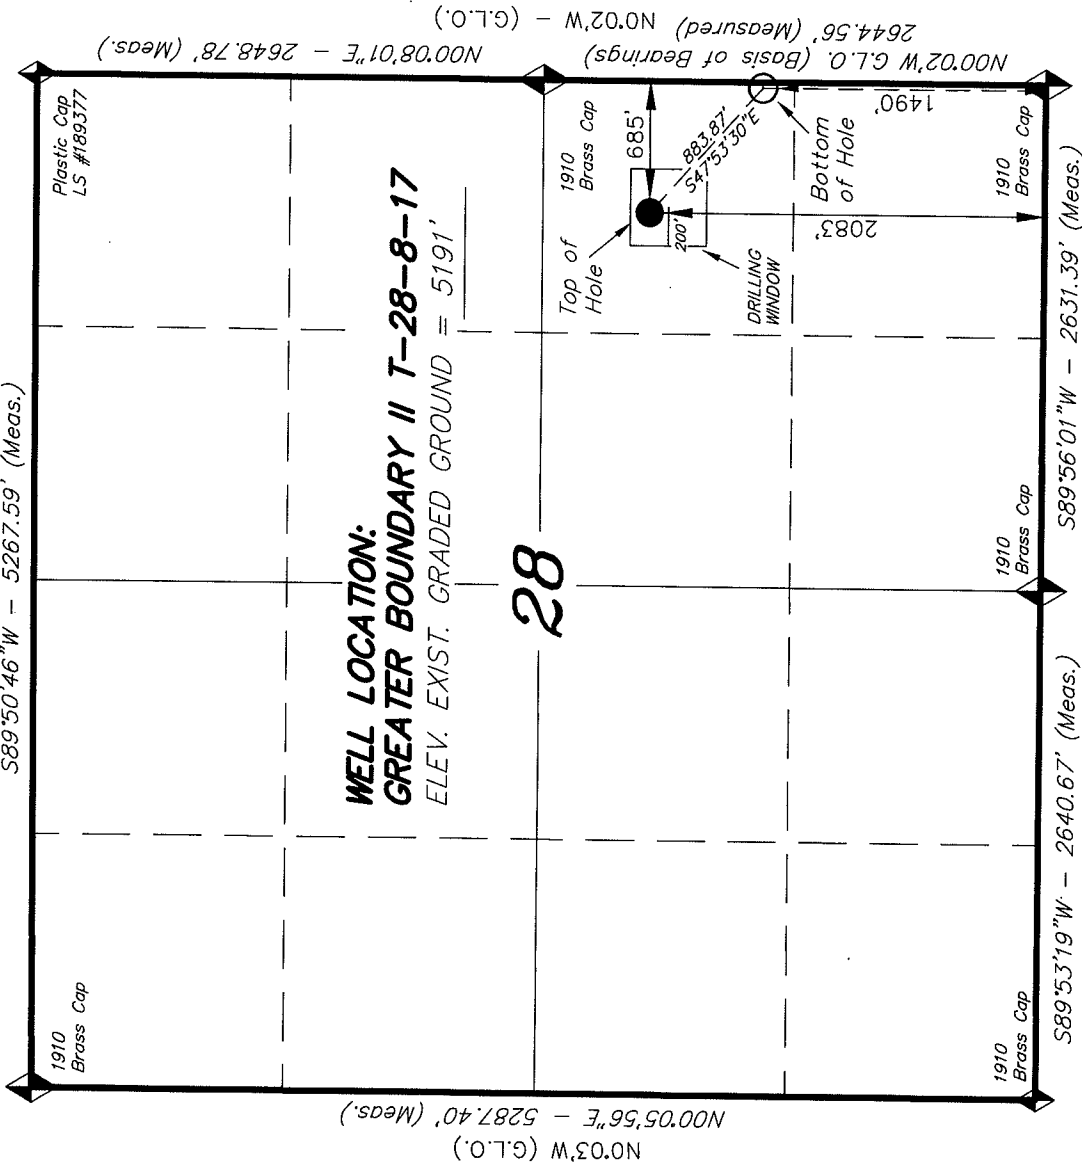 S89°50'46"W - 5267.59' (Meas.)
1910
Brass Cap
Plastic Cap
LS #189377
N00°08'01"E - 2648.78' (Meas.)
N0°02'W - (G.L.O.)
2644.56' (Measured)
N00°02'W G.L.O. (Basis of Bearings)
WELL LOCATION:
GREATER BOUNDARY II T-28-8-17
ELEV. EXIST. GRADED GROUND = 5191'
28
1910
Brass Cap
685'
Top of
Hole
883.87'
S47°53'30"E
200'
DRILLING
WINDOW
Bottom
of Hole
1490'
2083'
N0°03'W (G.L.O.)
N00°05'56"E - 5287.40' (Meas.)
1910
Brass Cap
1910
Brass Cap
1910
Brass Cap
S89°53'19"W - 2640.67' (Meas.)
S89°56'01"W - 2631.39' (Meas.)